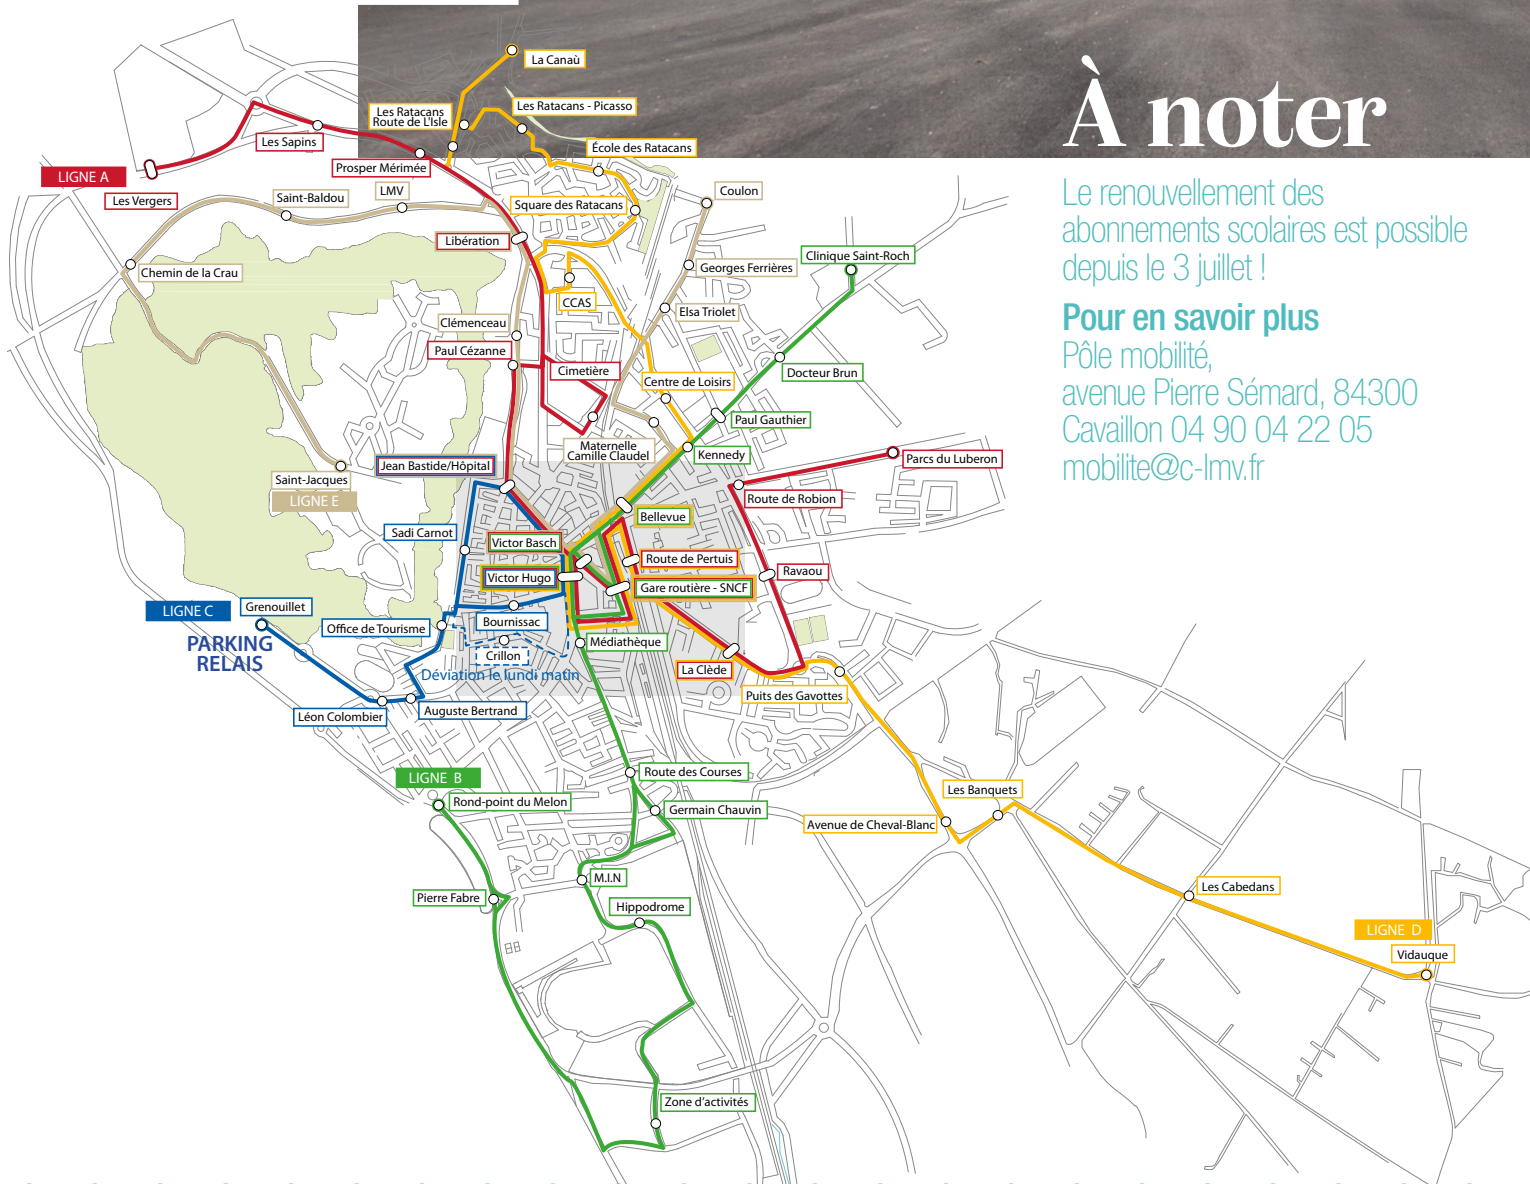 À noter
Le renouvellement des
abonnements scolaires est possible
depuis le 3 juillet !
Pour en savoir plus
Pôle mobilité,
avenue Pierre Sémard, 84300
Cavaillon 04 90 04 22 05
mobilite@c-lmv.fr
La Canaù
Les Ratacans
Route de L'Isle
Les Ratacans - Picasso
Les Sapins
École des Ratacans
Prosper Mérimée
LIGNE A
Les Vergers
Saint-Baldou
LMV
Square des Ratacans
Coulon
Libération
Clinique Saint-Roch
Chemin de la Crau
Georges Ferrières
CCAS
Elsa Triolet
Clémenceau
Paul Cézanne
Cimetière
Docteur Brun
Centre de Loisirs
Paul Gauthier
Maternelle
Camille Claudel
Kennedy
Parcs du Luberon
Jean Bastide/Hôpital
Saint-Jacques
LIGNE E
Route de Robion
Bellevue
Sadi Carnot
Victor Basch
Route de Pertuis
Victor Hugo
Ravaou
Gare routière - SNCF
LIGNE C
Grenouillet
PARKING
RELAIS
Office de Tourisme
Bournissac
Médiathèque
Crillon
Déviation le lundi matin
La Clède
Puits des Gavottes
Léon Colombier
Auguste Bertrand
LIGNE B
Route des Courses
Rond-point du Melon
Germain Chauvin
Les Banquets
Avenue de Cheval-Blanc
M.I.N
Pierre Fabre
Hippodrome
Les Cabedans
LIGNE D
Vidauque
Zone d'activités